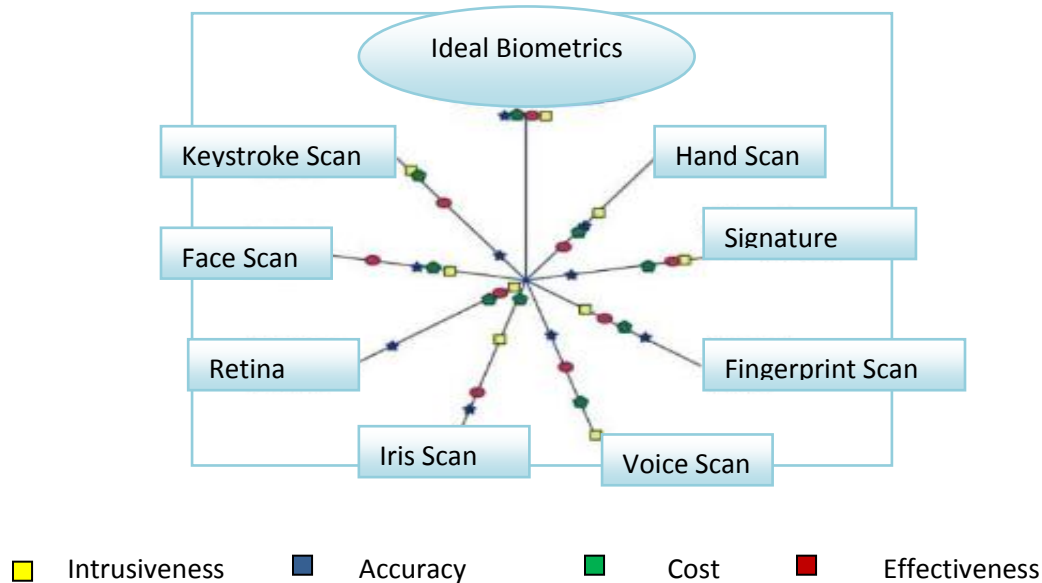 Ideal Biometrics
Keystroke Scan
Hand Scan
Signature
Face Scan
Retina
Fingerprint Scan
Iris Scan
Voice Scan
Intrusiveness Accuracy Cost Effectiveness